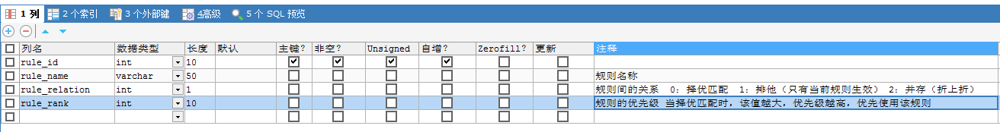 1 列 2 个索引 3 个外部键 4高级 5 个 SQL 预览
列名 数据类型 长度 默认 主键? 非空? Unsigned 自增? Zerofill? 更新 注释
rule_id int 10
rule_name varchar 50 规则名称
rule_relation int 1 规则间的关系 0: 择优匹配 1: 排他（只有当前规则生效） 2: 并存（折上折）
rule_rank int 10 规则的优先级 当择优匹配时，该值越大，优先级越高，优先使用该规则